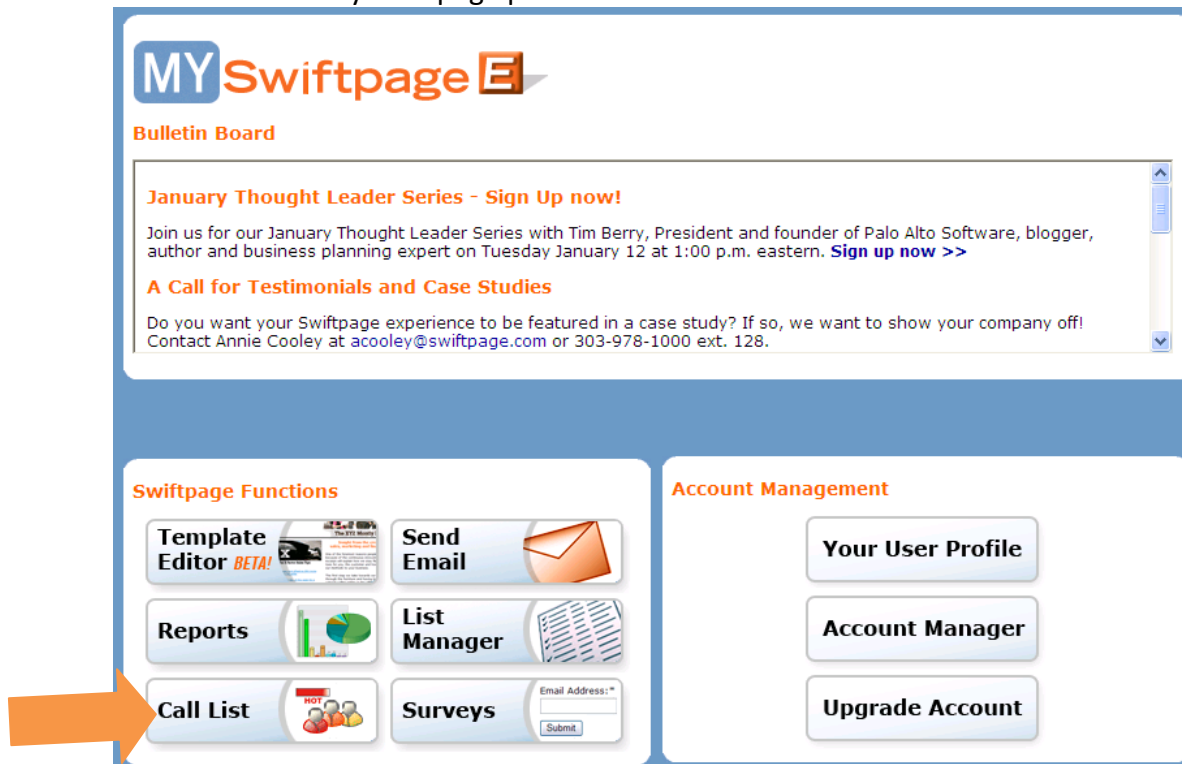 MY Swiftpage E
Bulletin Board
January Thought Leader Series - Sign Up now!
Join us for our January Thought Leader Series with Tim Berry, President and founder of Palo Alto Software, blogger,
author and business planning expert on Tuesday January 12 at 1:00 p.m. eastern. Sign up now >>
A Call for Testimonials and Case Studies
Do you want your Swiftpage experience to be featured in a case study? If so, we want to show your company off!
Contact Annie Cooley at acooley@swiftpage.com or 303-978-1000 ext. 128.
Swiftpage Functions
Template
Editor BETA!
Send
Email
Reports
List
Manager
Call List
HOT
Surveys
Email Address:*
Submit
Account Management
Your User Profile
Account Manager
Upgrade Account